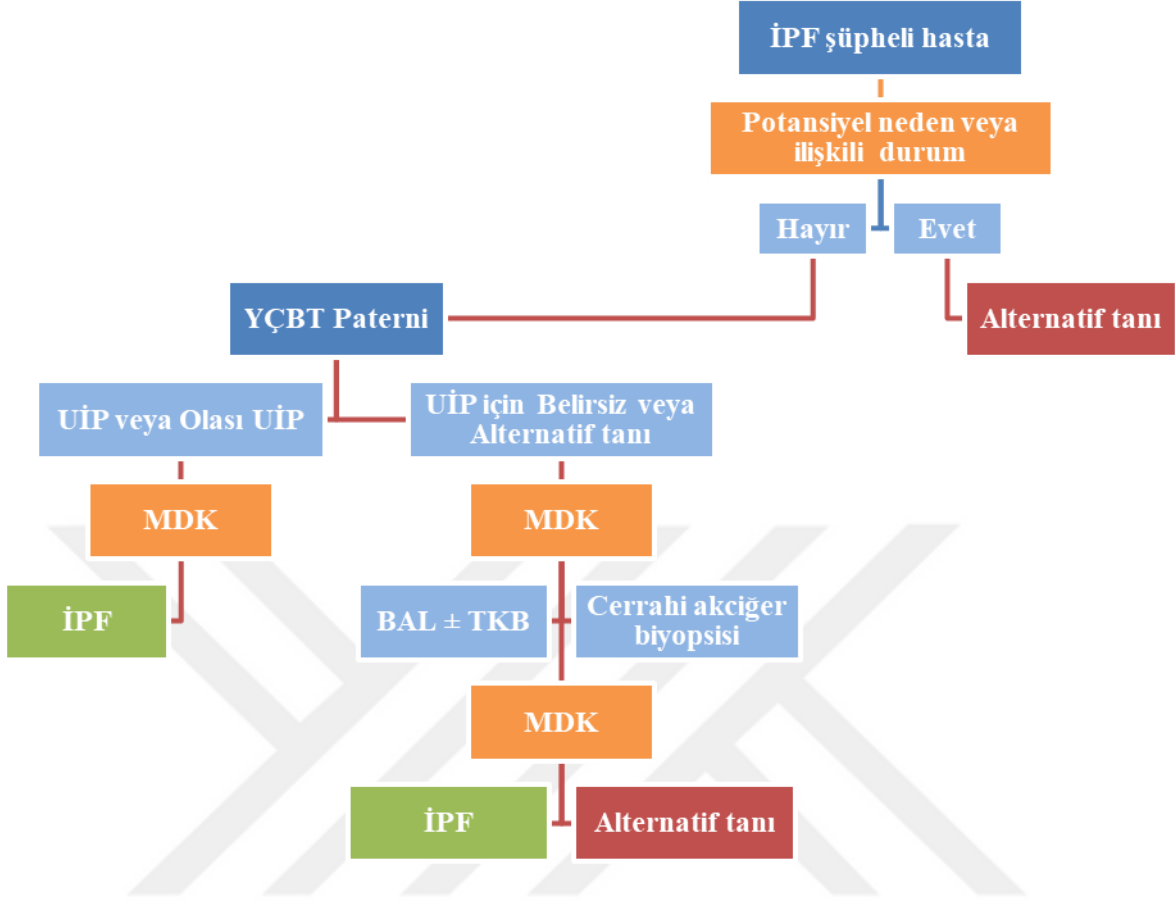 İPF şüpheli hasta
Potansiyel neden veya
ilişkili durum
Hayır
Evet
YÇBT Paterni
Alternatif tanı
UİP veya Olası UİP
UİP için Belirsiz veya
Alternatif tanı
MDK
MDK
İPF
BAL ± TKB
Cerrahi akciğer
biyopsisi
MDK
İPF
Alternatif tanı